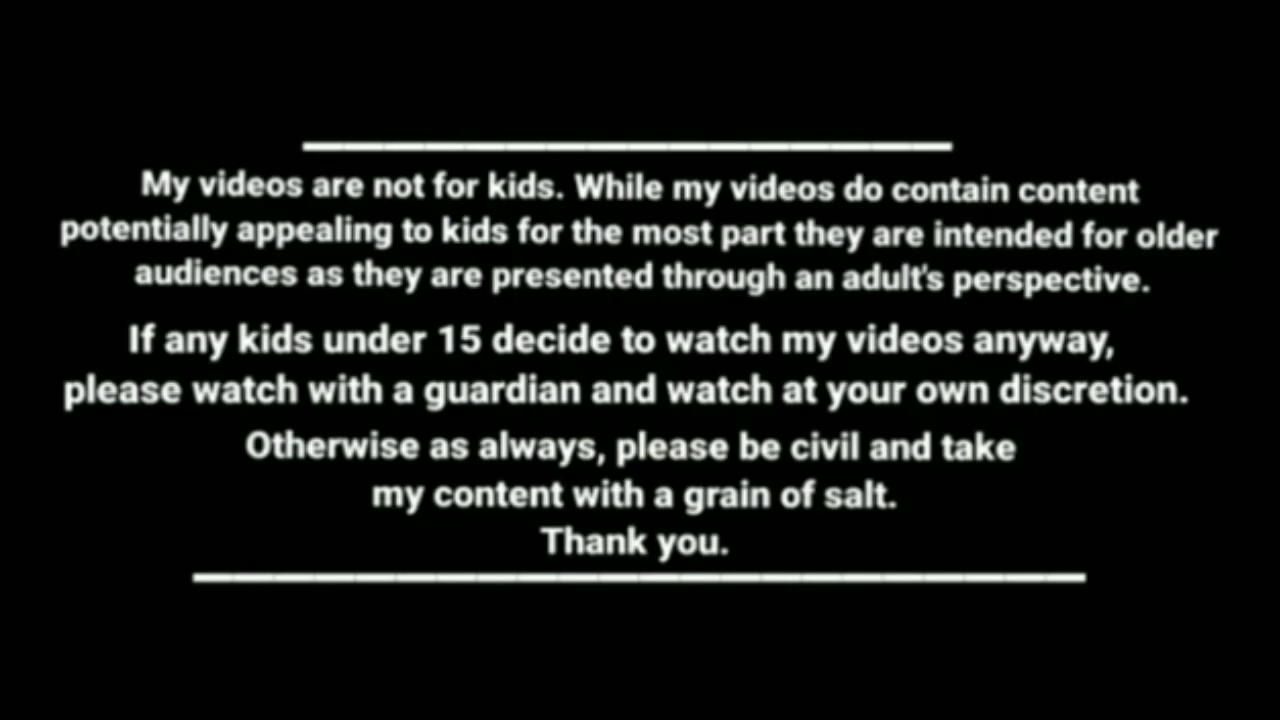 My videos are not for kids. While my videos do contain content
potentially appealing to kids for the most part they are intended for older
audiences as they are presented through an adult's perspective.
If any kids under 15 decide to watch my videos anyway,
please watch with a guardian and watch at your own discretion.
Otherwise as always, please be civil and take
my content with a grain of salt.
Thank you.